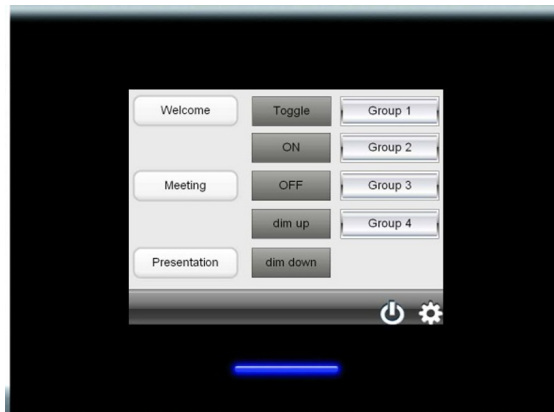 Welcome Toggle Group 1
ON Group 2
Meeting OFF Group 3
dim up Group 4
Presentation dim down